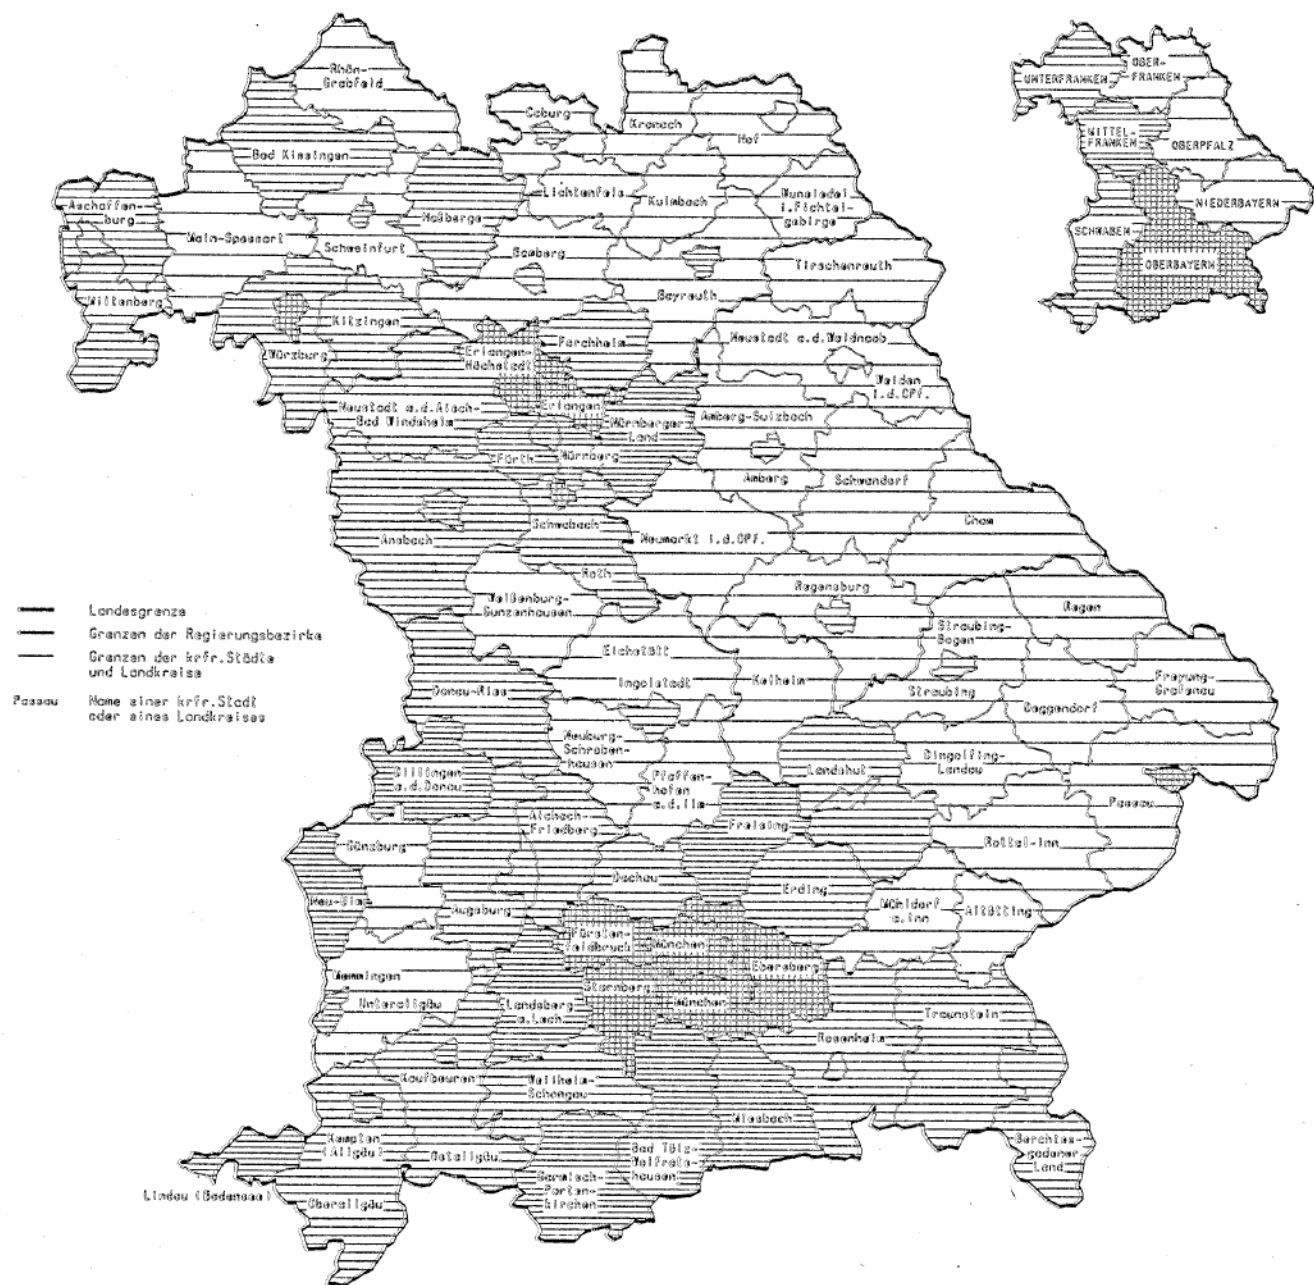 Rhön-
Grabfeld
Coburg
Kronach
Hof
Bad Kissingen
Lichtenfels
Kulmbach
Wunsiedel
i.Fichtel-
gebirge
Aschaffen-
burg
Haßberge
Main-Spessart
Schweinfurt
Bamberg
Tirschenreuth
Bayreuth
Miltenberg
Kitzingen
Forchheim
Neustadt a.d.Waldnaab
Würzburg
Erlangen-
Höchstadt
Weiden
i.d.OPf.
Neustadt a.d.Aisch-
Bad Windsheim
Erlangen
Nürnberger
Land
Amberg-Sulzbach
Fürth
Nürnberg
Amberg
Schwandorf
Cham
Ansbach
Schwabach
Neumarkt i.d.OPf.
Roth
Regensburg
Regen
Weißenburg-
Gunzenhausen
Straubing-
Bogen
Eichstätt
Ingolstadt
Kelheim
Straubing
Freyung-
Grafenau
Donau-Ries
Deggendorf
Neuburg-
Schroben-
hausen
Dingolfing-
Landau
Dillingen
a.d.Donau
Landshut
Pfaffen-
hofen
a.d.Ilm
Passau
Aichach-
Friedberg
Freising
Rottal-Inn
Günzburg
Dachau
Erding
Neu-Ulm
Augsburg
Mühldorf
a.Inn
Altötting
Fürsten-
feldbruck
München
Ebersberg
Memmingen
Unterallgäu
Landsberg
a.Lech
Starnberg
München
Traunstein
Rosenheim
Kaufbeuren
Weilheim-
Schongau
Miesbach
Kempten
(Allgäu)
Ostallgäu
Bad Tölz-
Wolfrats-
hausen
Berchtes-
gadener
Land
Garmisch-
Parten-
kirchen
Lindau (Bodensee)
Oberallgäu
UNTERFRANKEN
OBER-
FRANKEN
MITTEL-
FRANKEN
OBERPFALZ
NIEDERBAYERN
SCHWABEN
OBERBAYERN
Landesgrenze
Grenzen der Regierungsbezirke
Grenzen der krfr.Städte
und Landkreise
Passau Name einer krfr.Stadt
oder eines Landkreises